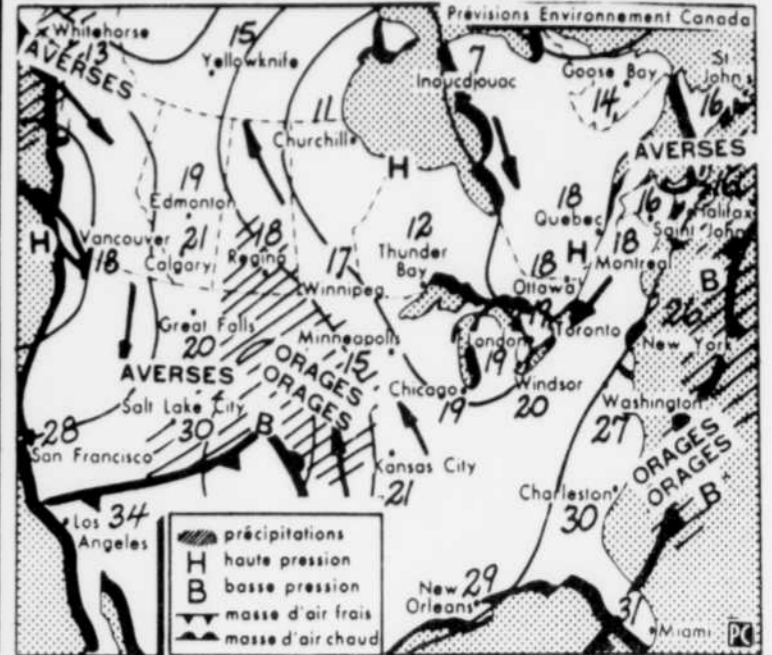 Prévisions Environnement Canada
Whitehorse
13
AVERSES
15
Yellowknife
7
Inoucdjouac
Goose Bay
14
St
John's
16
11
Churchill
H
AVERSES
19
Edmonton
21
Calgary
Vancouver
18
H
18
Regina
17
Winnipeg
12
Thunder
Bay
18
Quebec
H
18
Ottawa
18
Montreal
16
Saint John
16
Halifax
B
Great Falls
20
AVERSES
Minneapolis
15
ORAGES
ORAGES
London
19
19
Toronto
Chicago
19
Windsor
20
26
New York
Salt Lake City
30
B
28
San Francisco
Washington
27
Kansas City
21
ORAGES
ORAGES
B
Charleston
30
Los
Angeles
34
New
Orleans
29
31
Miami
précipitations
H haute pression
B basse pression
masse d'air frais
masse d'air chaud
PC